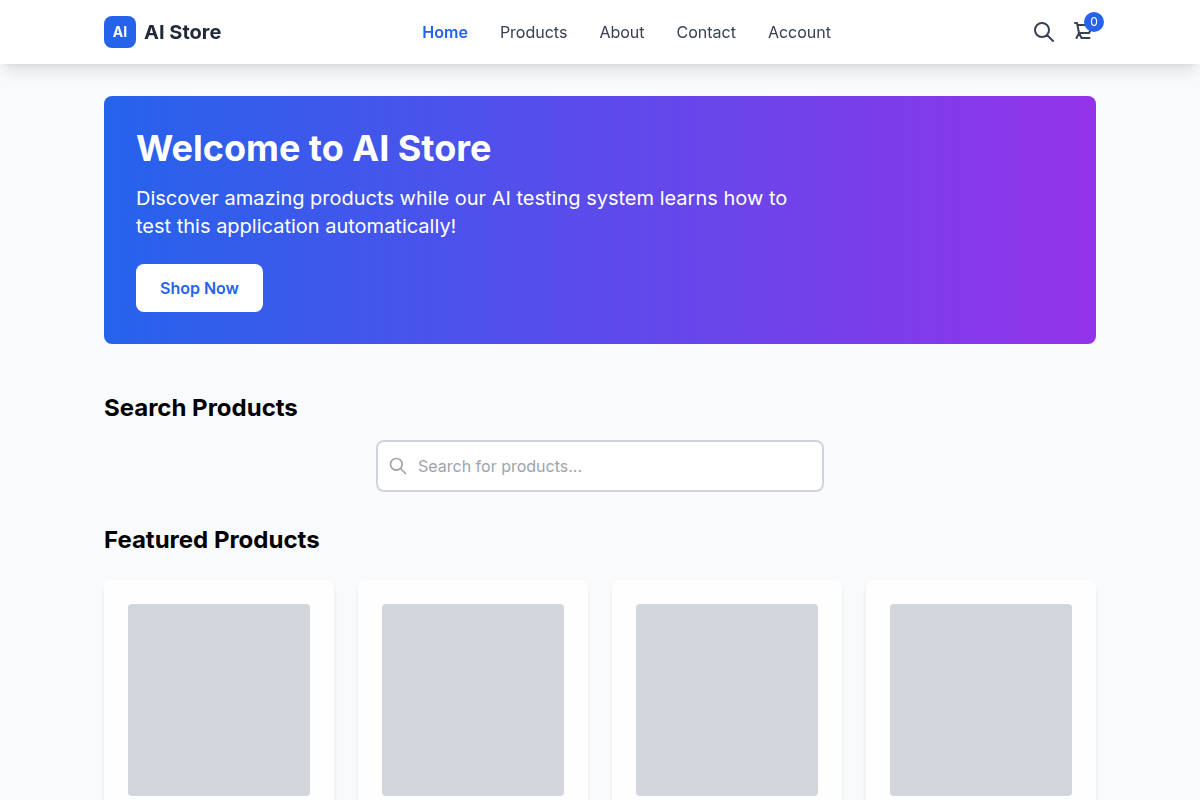 AI AI Store
Home Products About Contact Account
0
Welcome to AI Store
Discover amazing products while our AI testing system learns how to
test this application automatically!
Shop Now
Search Products
Search for products...
Featured Products